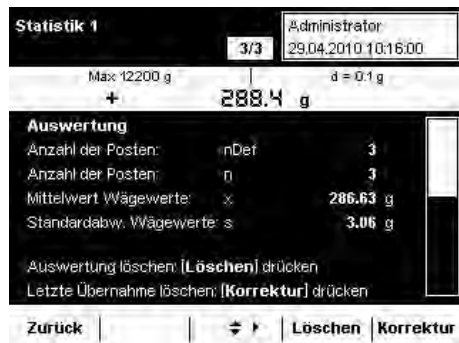 Statistik 1
3/3
Administrator
29.04.2010 10:16:00
Max 12200 g
d = 0.1 g
+ 288.4 g
Auswertung
Anzahl der Posten: nDef 3
Anzahl der Posten: n 3
Mittelwert Wägewerte: x 286.63 g
Standardabw. Wägewerte: s 3.06 g
Auswertung löschen: [Löschen] drücken
Letzte Übernahme löschen: [Korrektur] drücken
Zurück | | Löschen | Korrektur